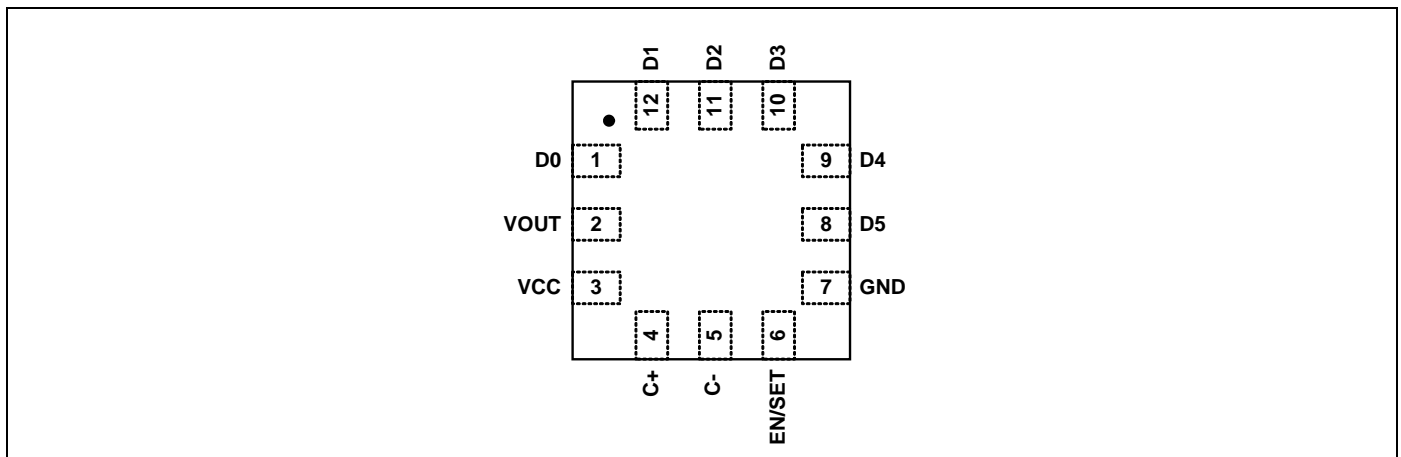 D1 D2 D3
12 11 10
D0 1 9 D4
VOUT 2 8 D5
VCC 3 7 GND
4 5 6
C+ C- EN/SET